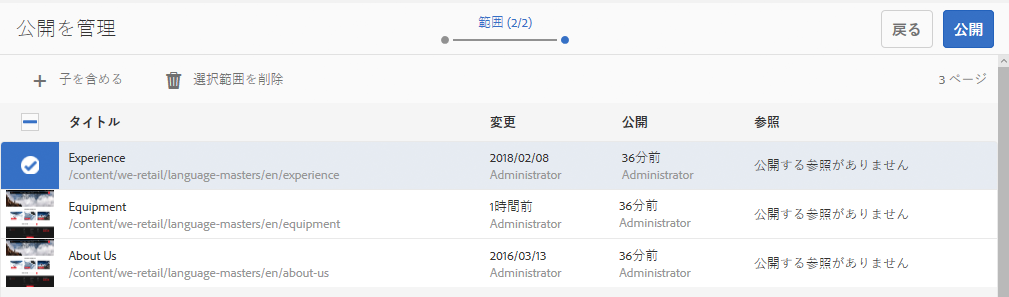 公開を管理
範囲 (2/2)
戻る
公開
子を含める
選択範囲を削除
3 ページ
タイトル 変更 公開 参照
Experience 2018/02/08 36分前 公開する参照がありません
/content/we-retail/language-masters/en/experience Administrator Administrator
Equipment 1時間前 36分前 公開する参照がありません
/content/we-retail/language-masters/en/equipment Administrator Administrator
About Us 2016/03/13 36分前 公開する参照がありません
/content/we-retail/language-masters/en/about-us Administrator Administrator